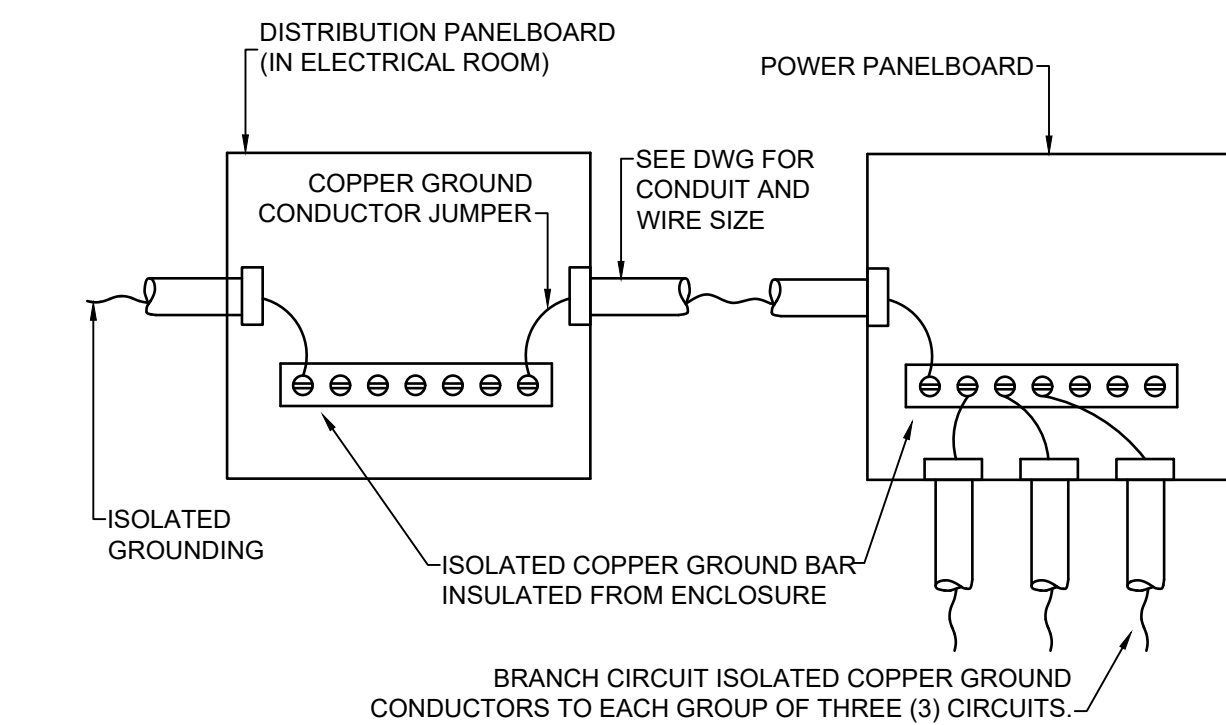 DISTRIBUTION PANELBOARD
(IN ELECTRICAL ROOM)
POWER PANELBOARD
COPPER GROUND
CONDUCTOR JUMPER
SEE DWG FOR
CONDUIT AND
WIRE SIZE
ISOLATED
GROUNDING
ISOLATED COPPER GROUND BAR
INSULATED FROM ENCLOSURE
BRANCH CIRCUIT ISOLATED COPPER GROUND
CONDUCTORS TO EACH GROUP OF THREE (3) CIRCUITS.